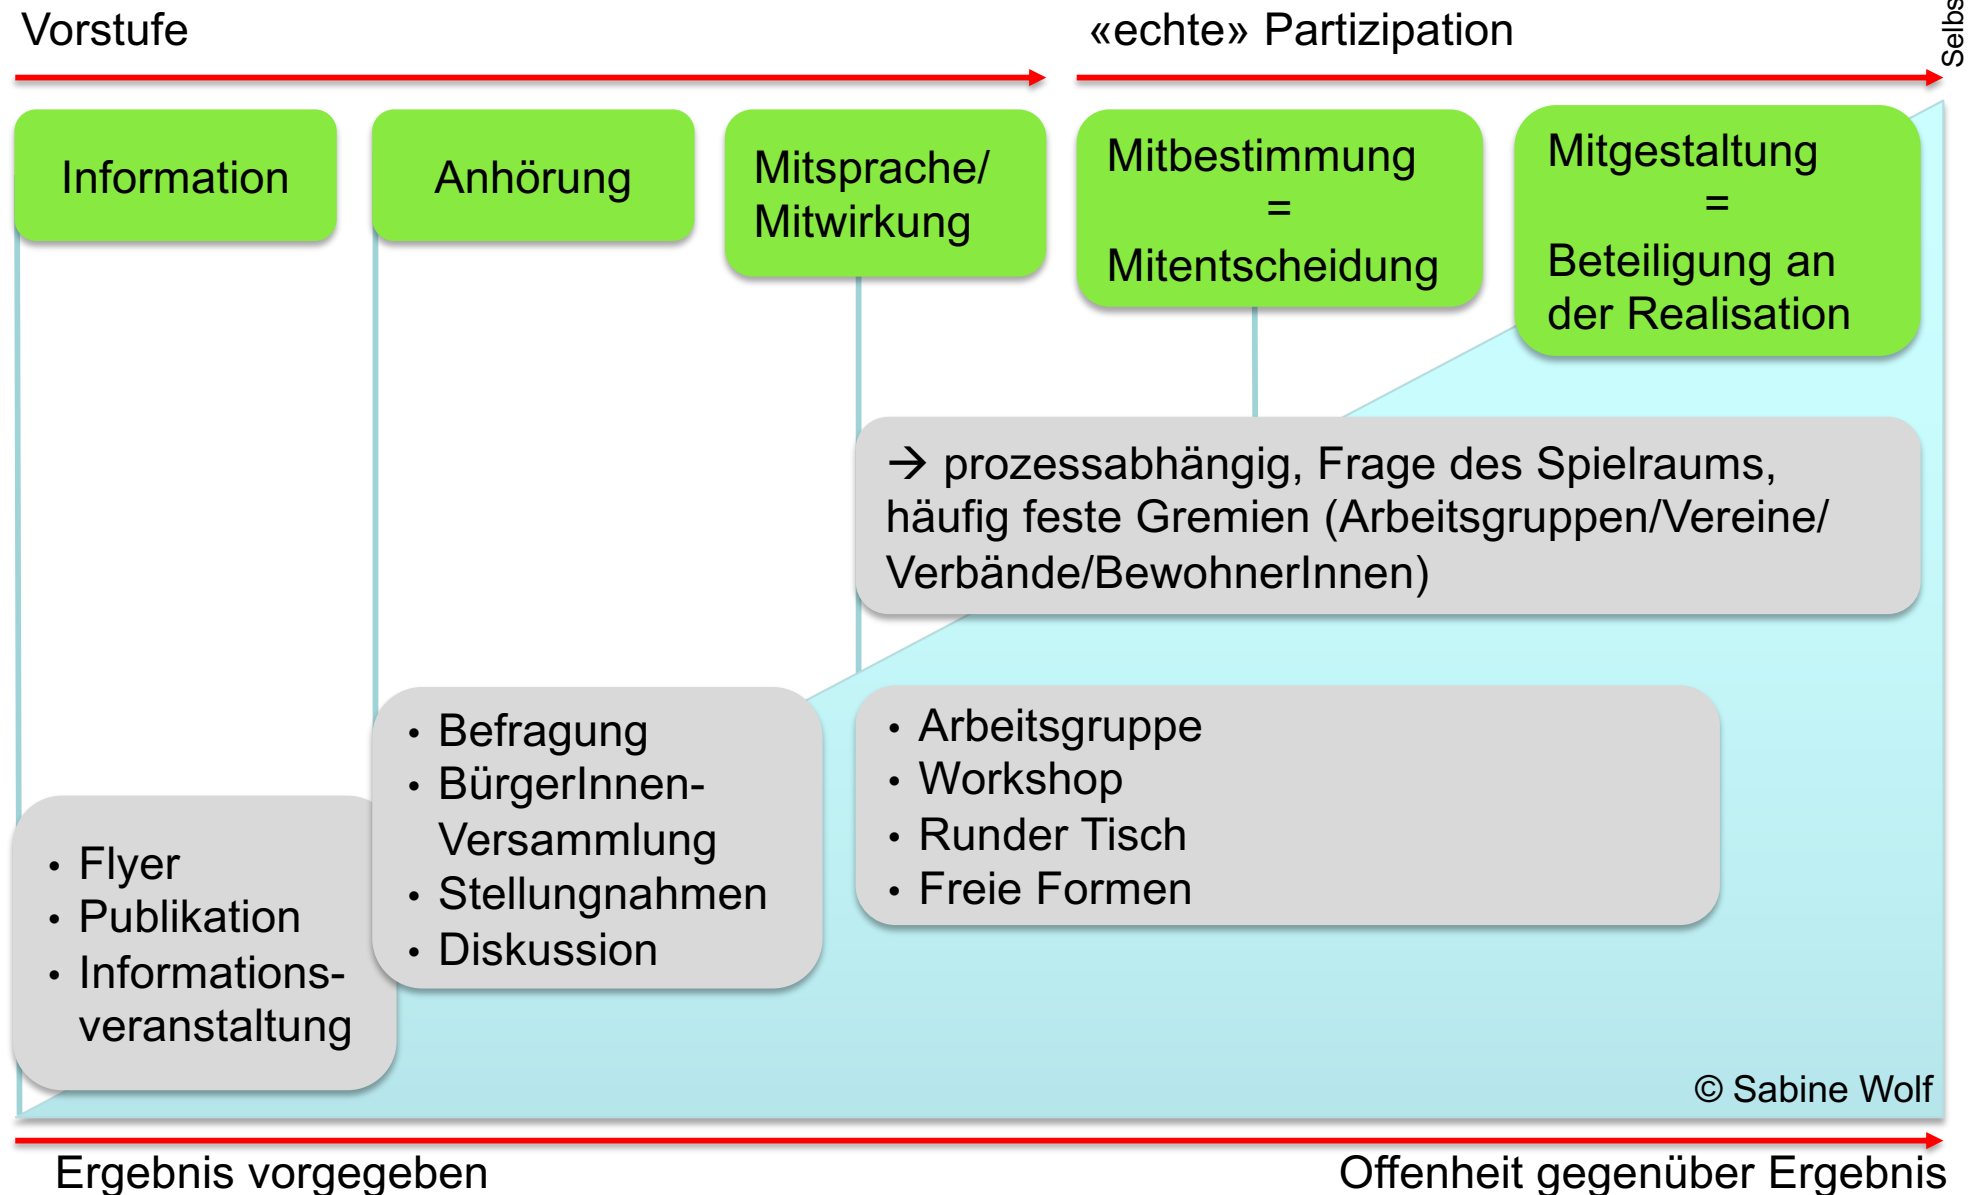 Vorstufe
«echte» Partizipation
Information
Anhörung
Mitsprache/
Mitwirkung
Mitbestimmung
=
Mitentscheidung
Mitgestaltung
=
Beteiligung an
der Realisation
→ prozessabhängig, Frage des Spielraums,
häufig feste Gremien (Arbeitsgruppen/Vereine/
Verbände/BewohnerInnen)
• Flyer
• Publikation
• Informations-
veranstaltung
• Befragung
• BürgerInnen-
Versammlung
• Stellungnahmen
• Diskussion
• Arbeitsgruppe
• Workshop
• Runder Tisch
• Freie Formen
© Sabine Wolf
Ergebnis vorgegeben
Offenheit gegenüber Ergebnis